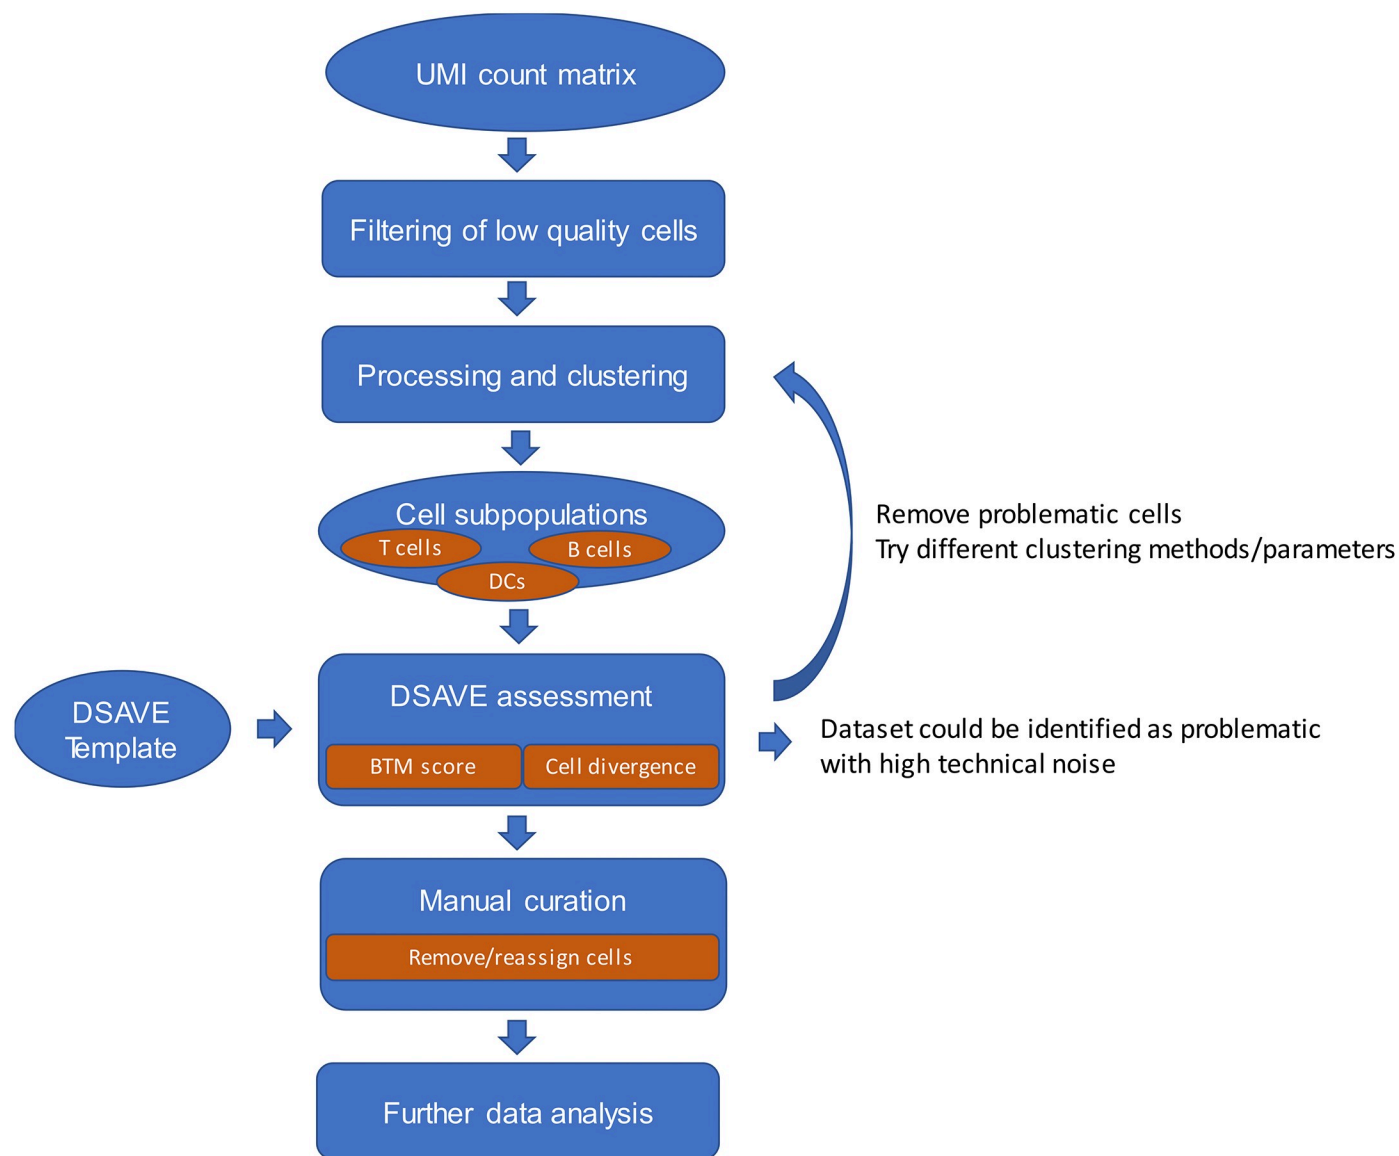 UMI count matrix
Filtering of low quality cells
Processing and clustering
Cell subpopulations
T cells
B cells
DCs
Remove problematic cells
Try different clustering methods/parameters
DSAVE
Template
DSAVE assessment
BTM score
Cell divergence
Dataset could be identified as problematic
with high technical noise
Manual curation
Remove/reassign cells
Further data analysis